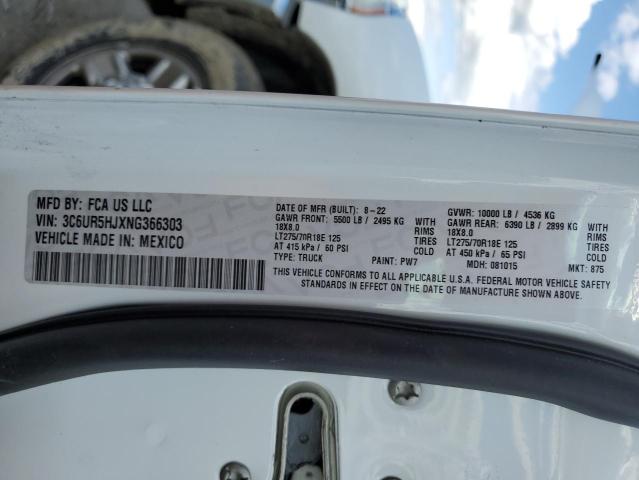 MFD BY: FCA US LLC
VIN: 3C6UR5HJXNG366303
VEHICLE MADE IN: MEXICO
DATE OF MFR (BUILT): 8-22
GAWR FRONT: 5500 LB / 2495 KG
18X8.0 RIMS
LT275/70R18E 125 TIRES
AT 415 kPa / 60 PSI COLD
TYPE: TRUCK PAINT: PW7
GVWR: 10000 LB / 4536 KG
GAWR REAR: 6390 LB / 2899 KG
18X8.0 RIMS
LT275/70R18E 125 TIRES
AT 450 kPa / 65 PSI COLD
MDH: 081015 MKT: 875
THIS VEHICLE CONFORMS TO ALL APPLICABLE U.S.A. FEDERAL MOTOR VEHICLE SAFETY
STANDARDS IN EFFECT ON THE DATE OF MANUFACTURE SHOWN ABOVE.